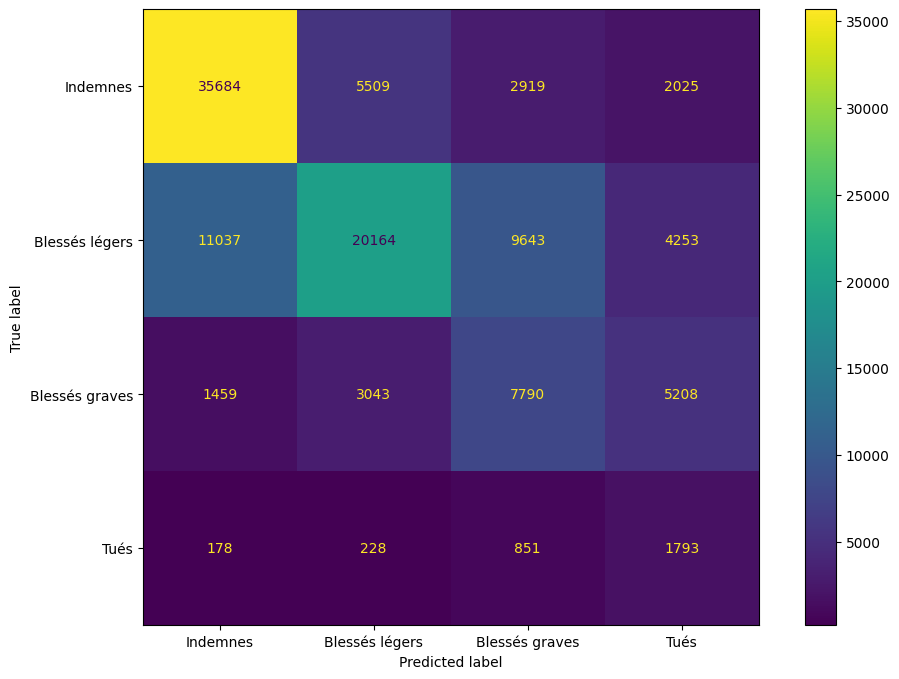 Indemnes 35684 5509 2919 2025
Blessés légers 11037 20164 9643 4253
Blessés graves 1459 3043 7790 5208
Tués 178 228 851 1793
Indemnes Blessés légers Blessés graves Tués
Predicted label
True label
35000
30000
25000
20000
15000
10000
5000